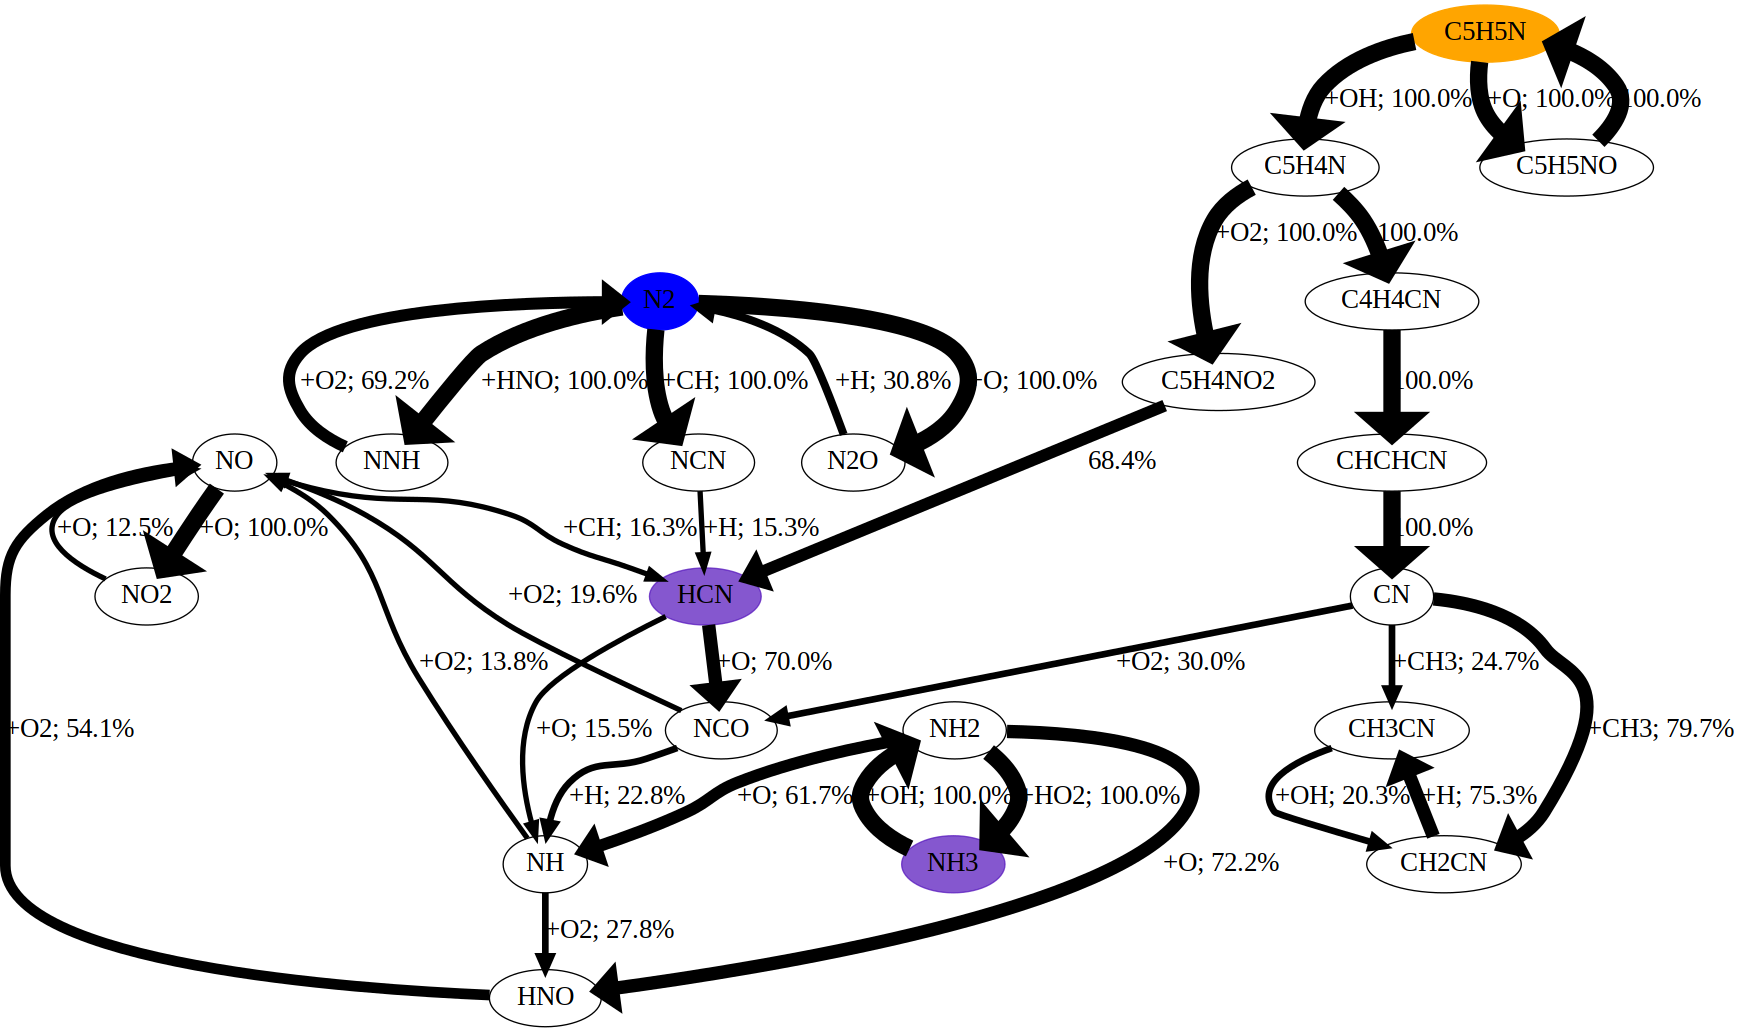 C5H5N
+OH; 100.0%
+O; 100.0%
100.0%
C5H4N
C5H5NO
+O2; 100.0%
100.0%
N2
C4H4CN
+O2; 69.2%
+HNO; 100.0%
+CH; 100.0%
+H; 30.8%
+O; 100.0%
C5H4NO2
100.0%
NO
NNH
NCN
N2O
68.4%
CHCHCN
+O; 12.5%
+O; 100.0%
+CH; 16.3%
+H; 15.3%
100.0%
NO2
+O2; 19.6%
HCN
CN
+O2; 13.8%
+O; 70.0%
+O2; 30.0%
+CH3; 24.7%
+O2; 54.1%
+O; 15.5%
NCO
NH2
CH3CN
+CH3; 79.7%
+H; 22.8%
+O; 61.7%
+OH; 100.0%
+HO2; 100.0%
+OH; 20.3%
+H; 75.3%
NH
NH3
+O; 72.2%
CH2CN
+O2; 27.8%
HNO